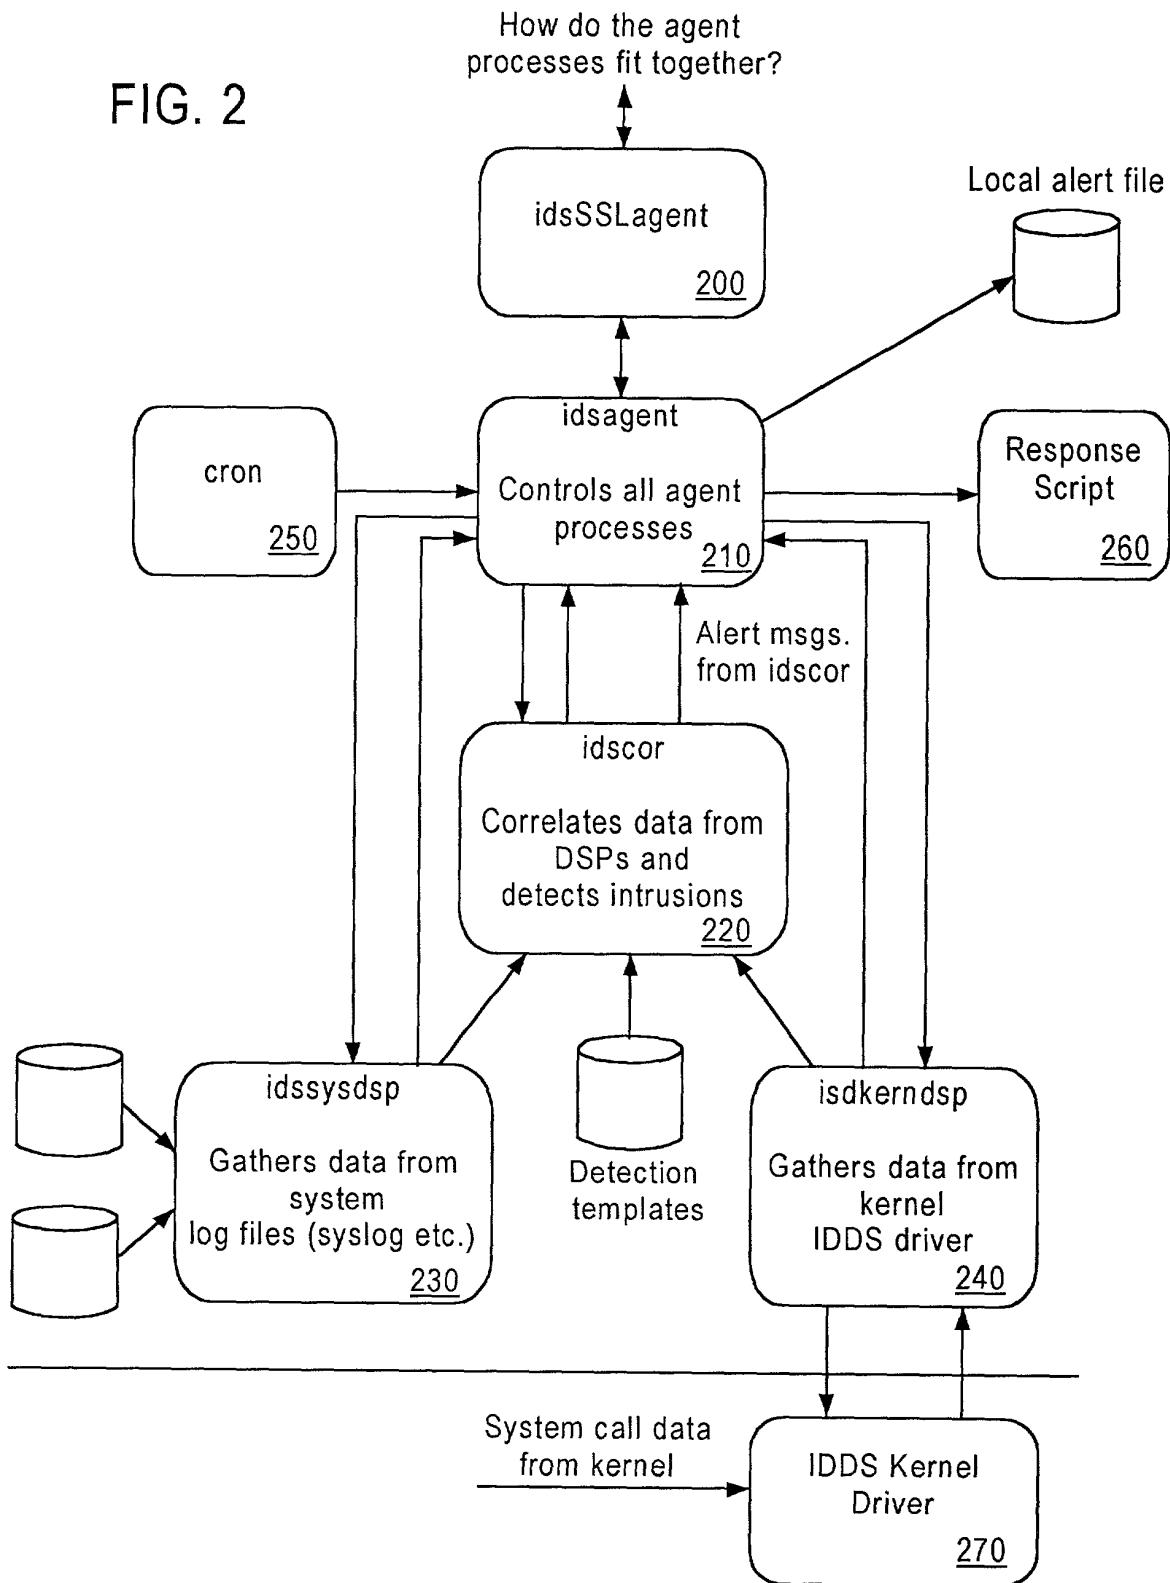 How do the agent
processes fit together?
FIG. 2
Local alert file
idsSSLagent
200
idsagent
Controls all agent
processes
210
cron
250
Response
Script
260
Alert msgs.
from idscor
idscor
Correlates data from
DSPs and
detects intrusions
220
idssysdsp
Gathers data from
system
log files (syslog etc.)
230
Detection
templates
isdkerndsp
Gathers data from
kernel
IDDS driver
240
System call data
from kernel
IDDS Kernel
Driver
270